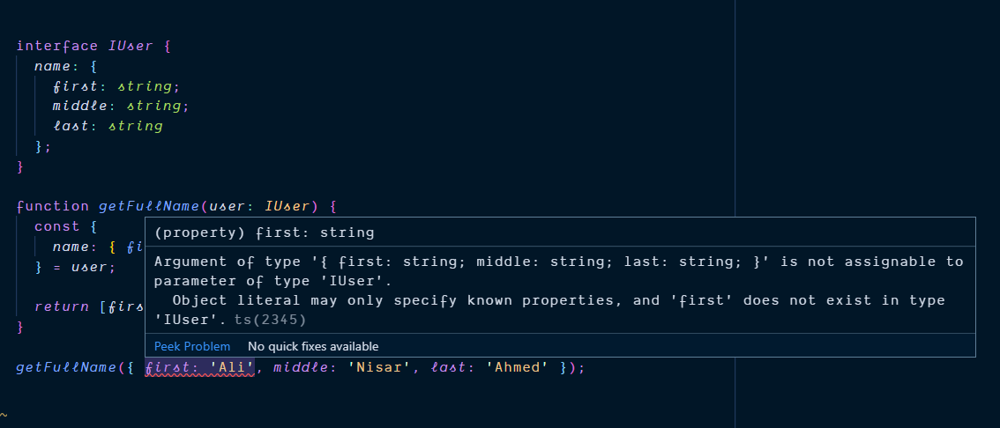 interface IUser {
name: {
first: string;
middle: string;
last: string
};
}
function getFullName(user: IUser) {
const {
name: { fi
} = user;
return [firs
}
(property) first: string
Argument of type '{ first: string; middle: string; last: string; }' is not assignable to
parameter of type 'IUser'.
Object literal may only specify known properties, and 'first' does not exist in type
'IUser'. ts(2345)
Peek Problem No quick fixes available
getFullName({ first: 'Ali', middle: 'Nisar', last: 'Ahmed' });
~